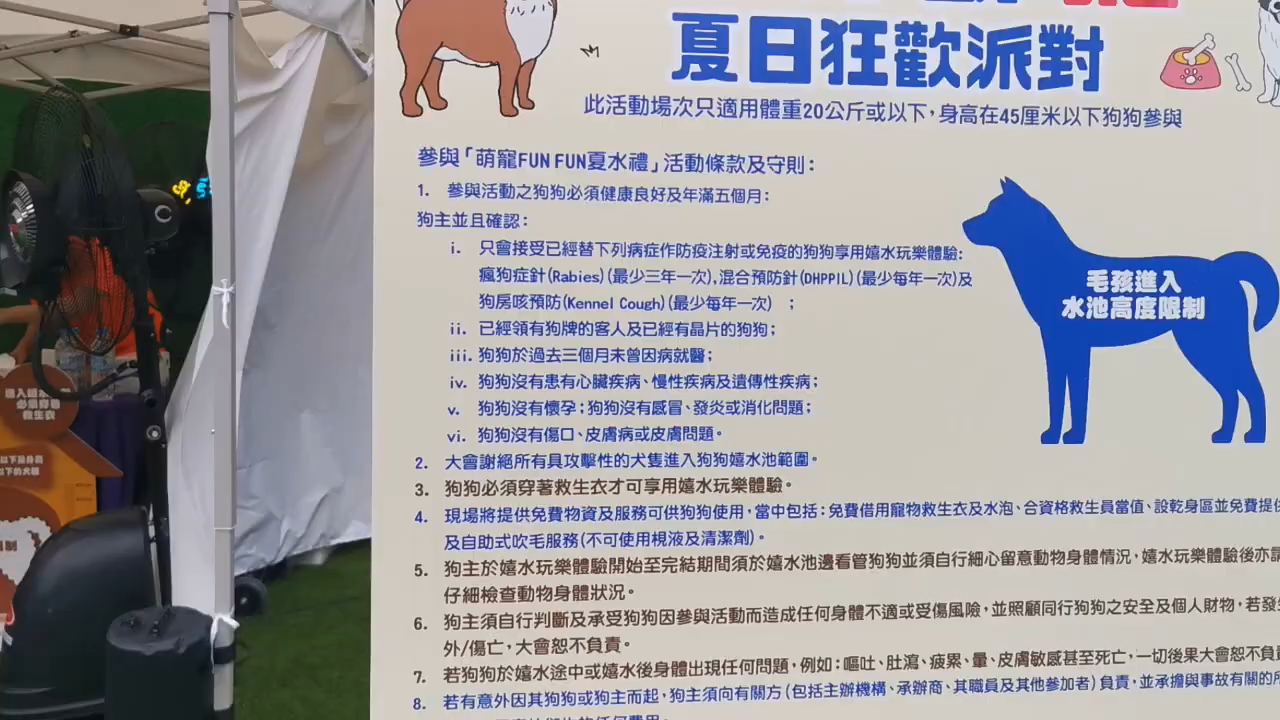 夏日狂歡派對
此活動場次只適用體重20公斤或以下，身高在45厘米以下狗狗參與
參與「萌寵FUN FUN夏水禮」活動條款及守則：
1. 參與活動之狗狗必須健康良好及年滿五個月：
狗主並且確認：
i. 只會接受已經替下列病症作防疫注射或免疫的狗狗享用嬉水玩樂體驗：
瘋狗症針(Rabies)(最少三年一次)，混合預防針(DHPPIL)(最少每年一次)及
狗房咳預防(Kennel Cough)(最少每年一次) ；
ii. 已經領有狗牌的客人及已經有晶片的狗狗；
iii. 狗狗於過去三個月未曾因病就醫；
iv. 狗狗沒有患有心臟疾病、慢性疾病及遺傳性疾病；
v. 狗狗沒有懷孕；狗狗沒有感冒、發炎或消化問題；
vi. 狗狗沒有傷口、皮膚病或皮膚問題。
2. 大會謝絕所有具攻擊性的犬隻進入狗狗嬉水池範圍。
3. 狗狗必須穿著救生衣才可享用嬉水玩樂體驗。
4. 現場將提供免費物資及服務可供狗狗使用，當中包括：免費借用寵物救生衣及水泡、合資格救生員當值、設乾身區並免費提供
及自助式吹毛服務(不可使用梘液及清潔劑)。
5. 狗主於嬉水玩樂體驗開始至完結期間須於嬉水池邊看管狗狗並須自行細心留意動物身體情況，嬉水玩樂體驗後亦請
仔細檢查動物身體狀況。
6. 狗主須自行判斷及承受狗狗因參與活動而造成任何身體不適或受傷風險，並照顧同行狗狗之安全及個人財物，若發生
外/傷亡，大會恕不負責。
7. 若狗狗於嬉水途中或嬉水後身體出現任何問題，例如：嘔吐、肚瀉、疲累、暈、皮膚敏感甚至死亡，一切後果大會恕不負責
8. 若有意外因其狗狗或狗主而起，狗主須向有關方(包括主辦機構、承辦商、其職員及其他參加者)負責，並承擔與事故有關的所
毛孩進入
水池高度限制
必須穿著
救生衣
以下的犬種